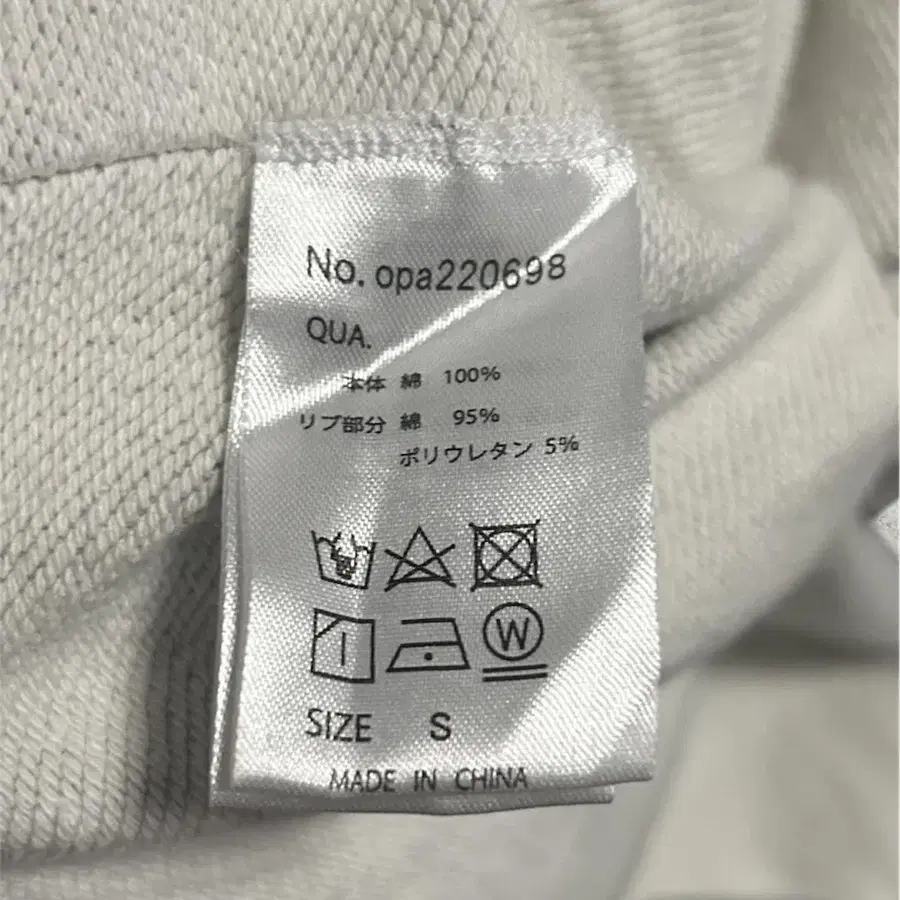 No. opa220698
QUA.
本体 綿 100%
リブ部分 綿 95%
ポリウレタン 5%
W
SIZE S
MADE IN CHINA